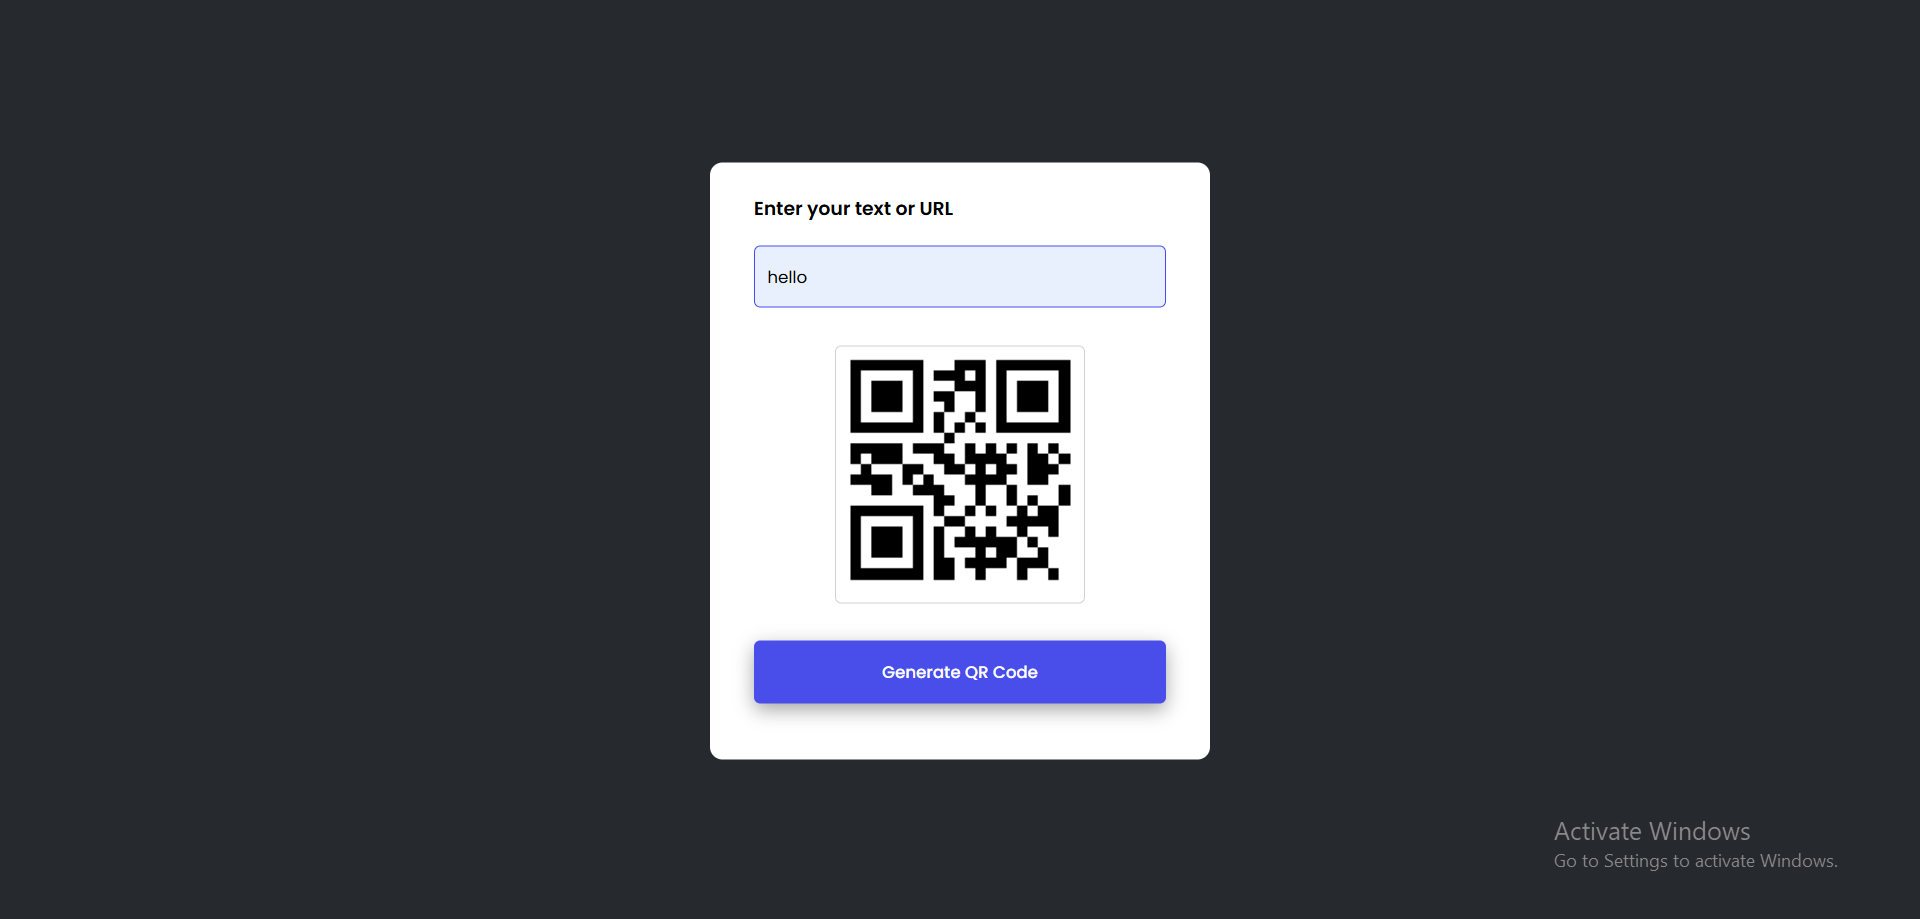 Enter your text or URL
hello
Generate QR Code
Activate Windows
Go to Settings to activate Windows.